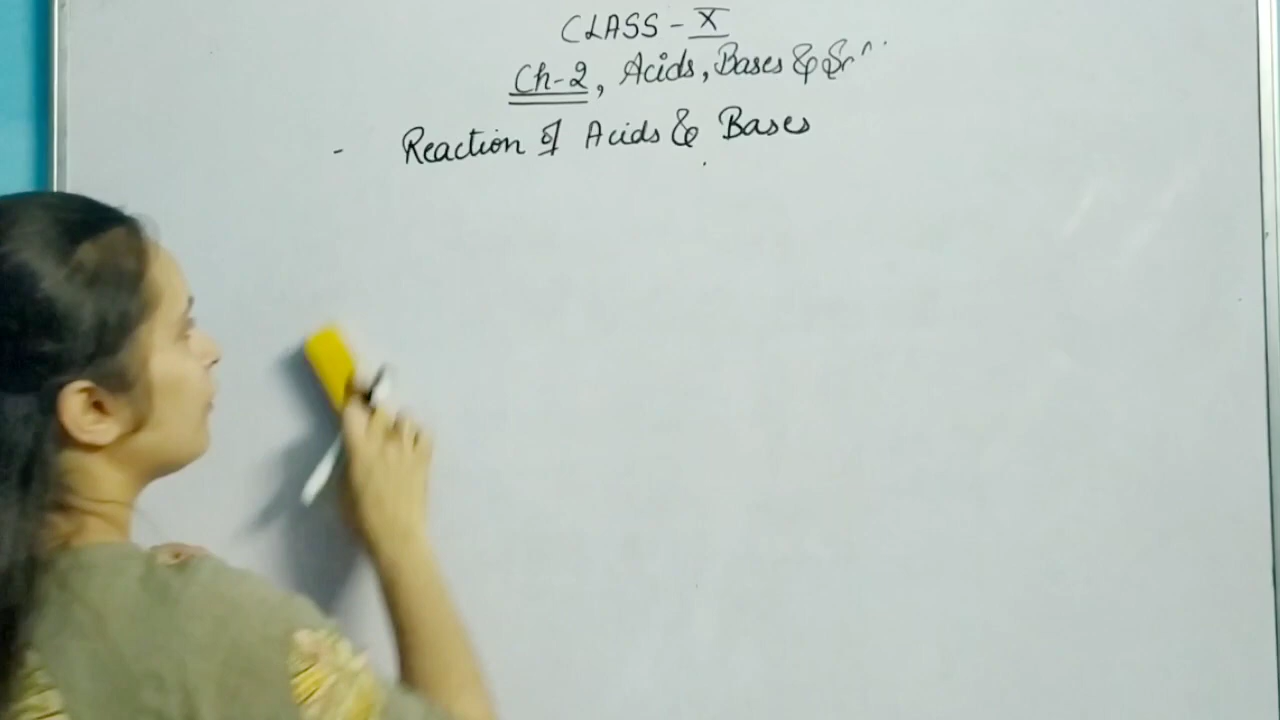 CLASS - X
Ch-2, Acids, Bases &
- Reaction of Acids & Bases